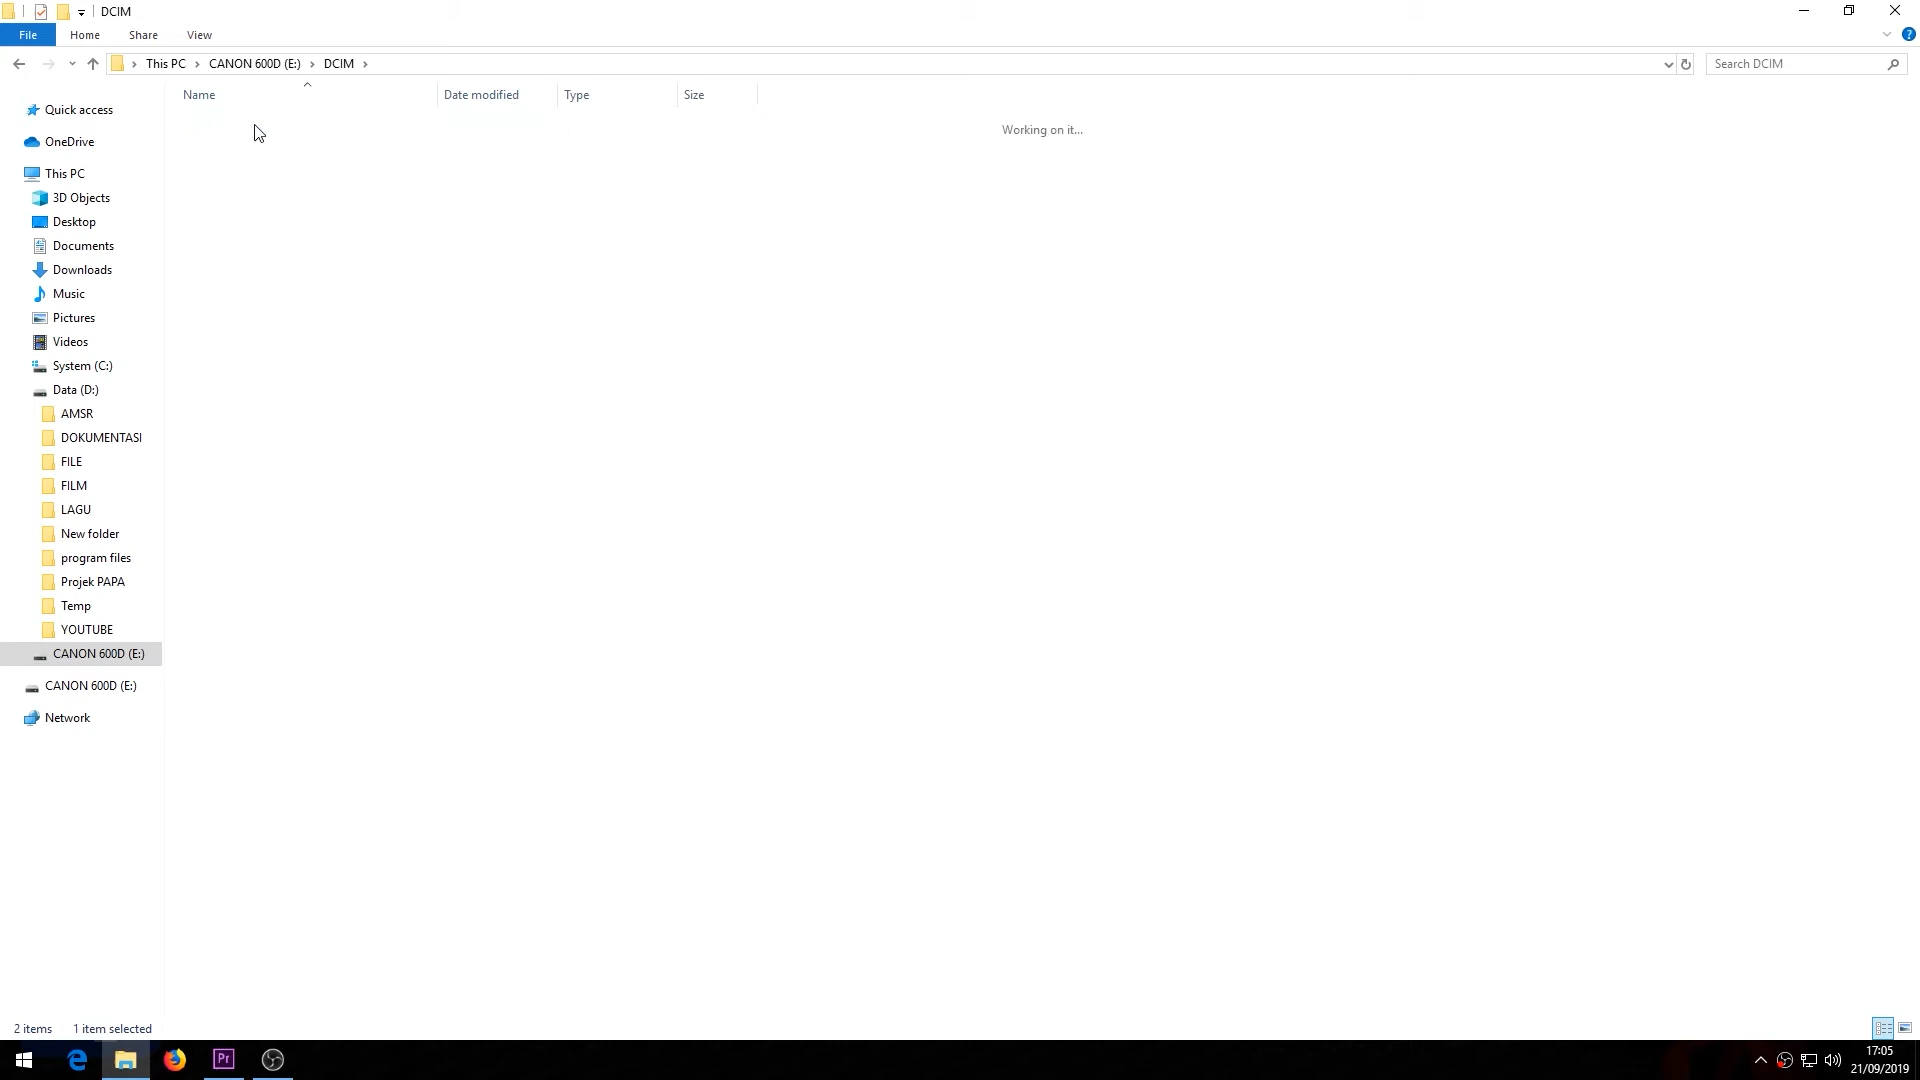 DCIM
File Home Share View
This PC CANON 600D (E:) DCIM
Search DCIM
Name Date modified Type Size
Working on it...
Quick access
OneDrive
This PC
3D Objects
Desktop
Documents
Downloads
Music
Pictures
Videos
System (C:)
Data (D:)
AMSR
DOKUMENTASI
FILE
FILM
LAGU
New folder
program files
Projek PAPA
Temp
YOUTUBE
CANON 600D (E:)
CANON 600D (E:)
Network
2 items 1 item selected
Pr
17:05
21/09/2019